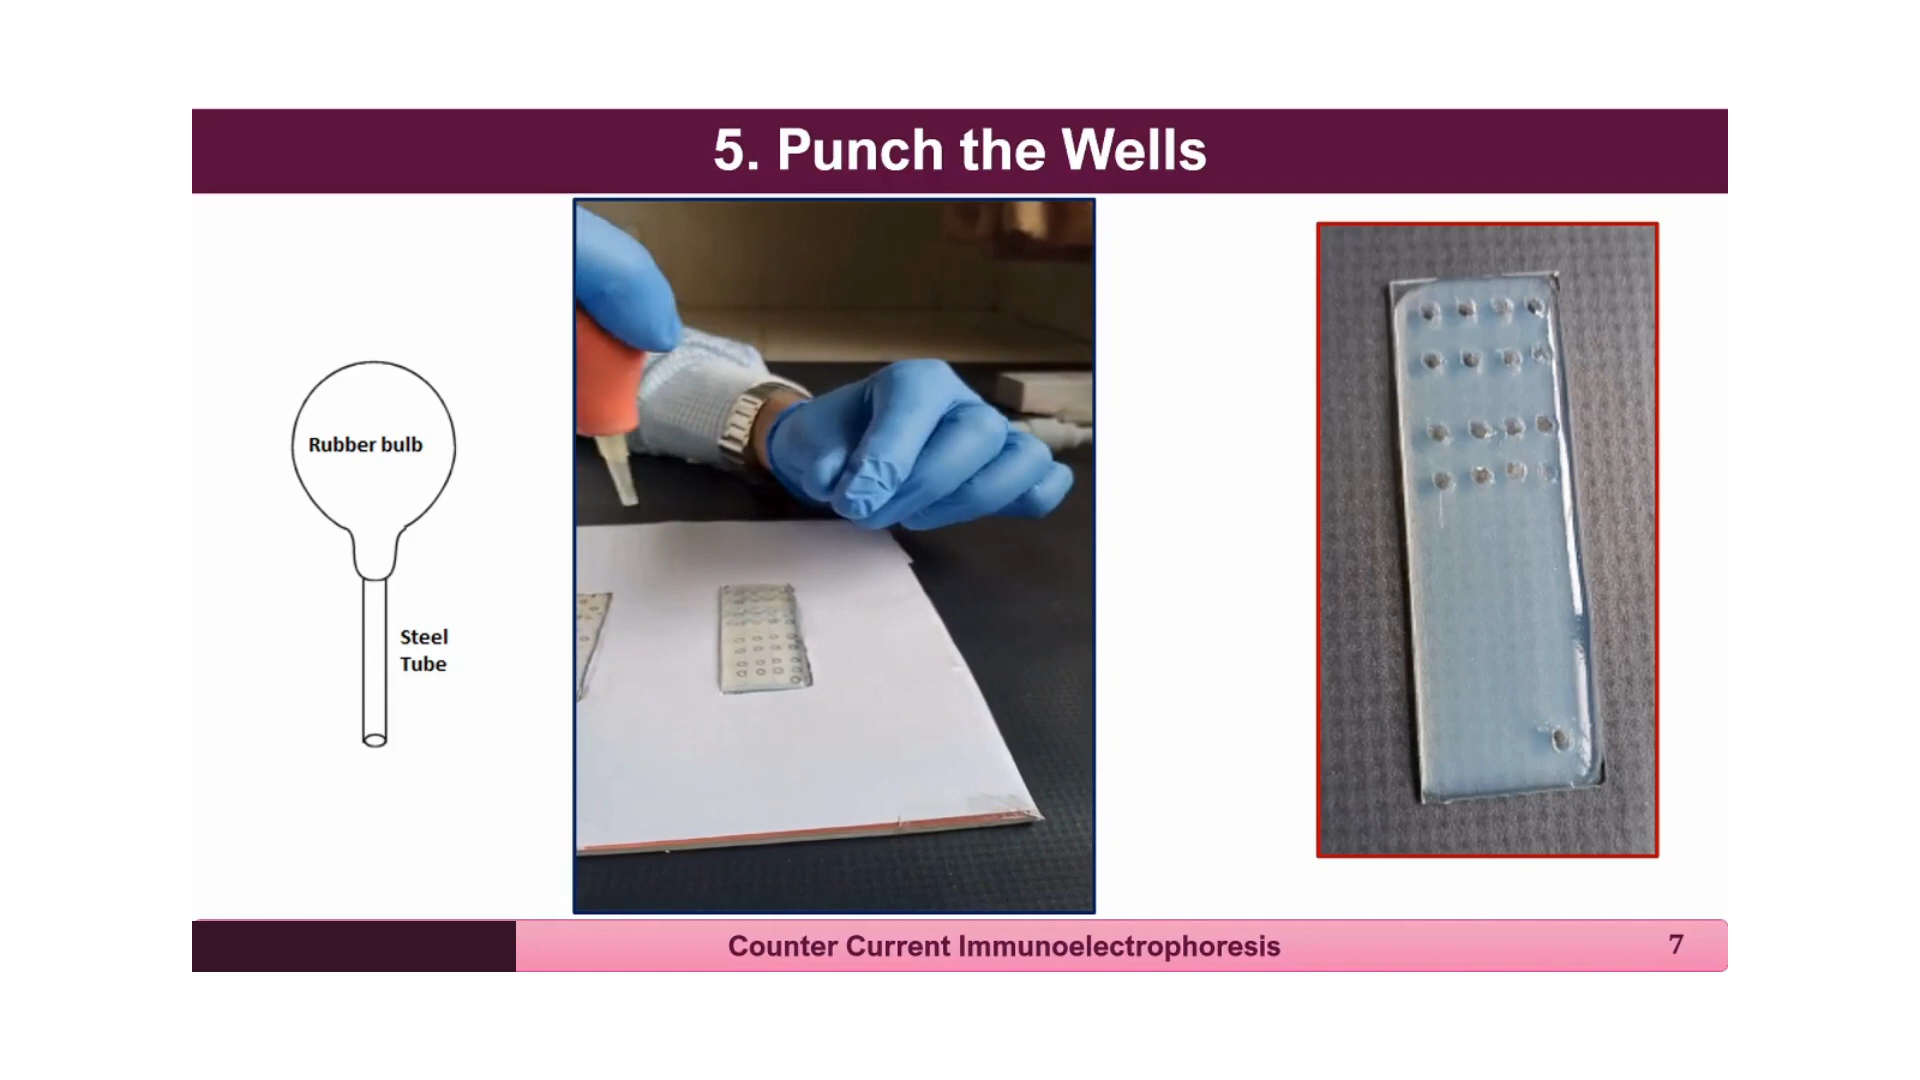 5. Punch the Wells
Rubber bulb
Steel
Tube
Counter Current Immunoelectrophoresis
7